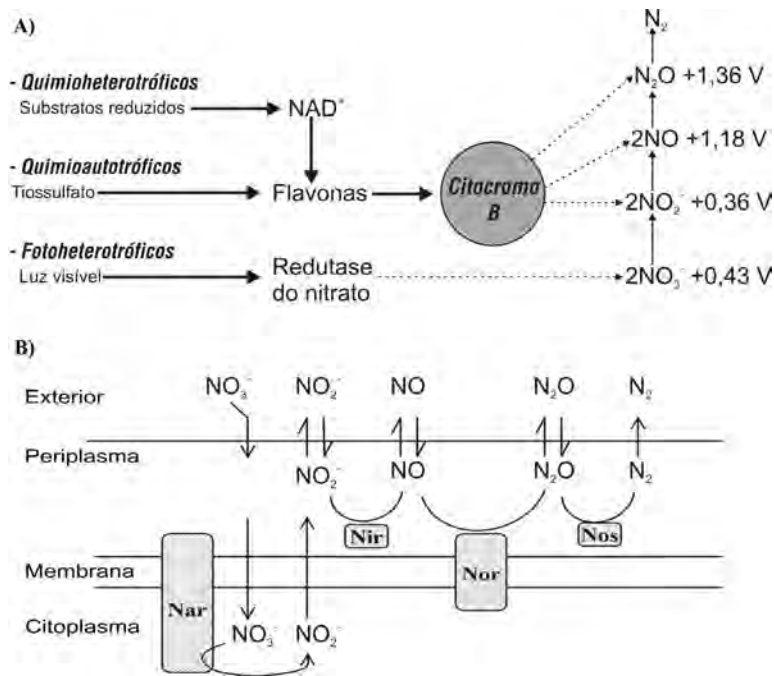 A)
N₂
- Quimioheterotróficos
Substratos reduzidos
NAD⁺
N₂O +1,36 V
2NO +1,18 V
- Quimioautotróficos
Tiossulfato
Flavonas
Citocromo
B
2NO₂⁻ +0,36 V
- Fotoheterotróficos
Luz visível
Redutase
do nitrato
2NO₃⁻ +0,43 V
B)
Exterior
NO₃⁻ NO₂⁻ NO N₂O N₂
Periplasma
NO₂⁻ NO N₂O N₂
Nir
Nos
Membrana
Nar
Nor
Citoplasma
NO₃⁻ NO₂⁻